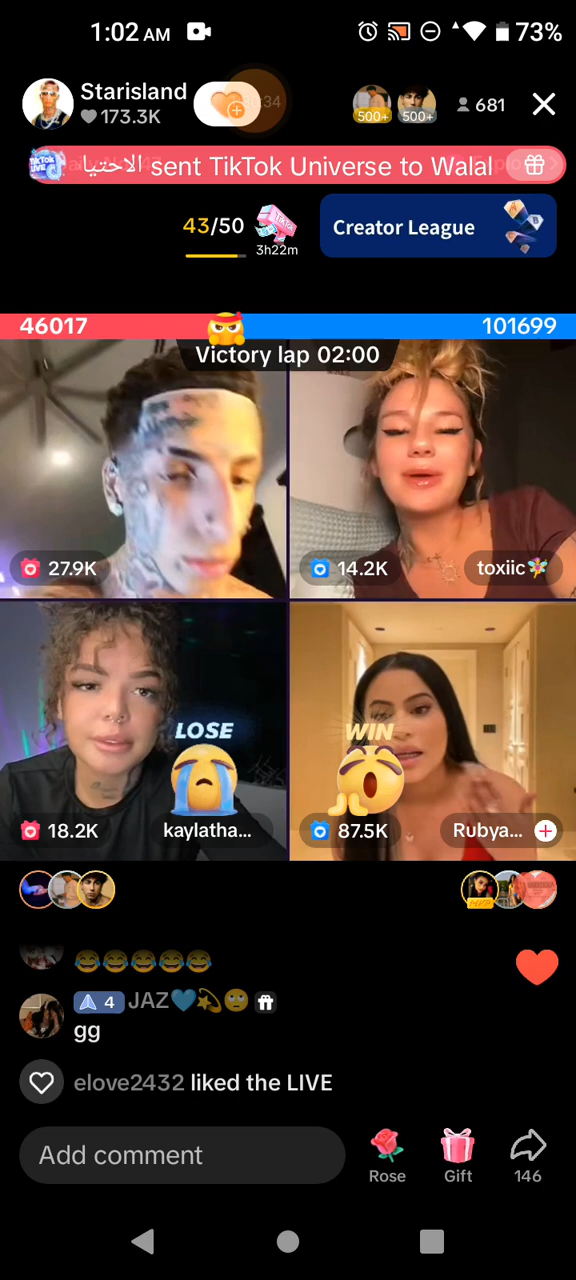 1:02 AM
73%
Starisland
173.3K
500+
500+
681
الاحتيا sent TikTok Universe to Walal
43/50
TikTok
3h22m
Creator League
46017
101699
Victory lap 02:00
27.9K
14.2K
toxiic🧚
LOSE
WIN
18.2K
kaylatha...
87.5K
Rubya...
😂😂😂😂😂
4 JAZ🩵💫🙄
gg
elove2432 liked the LIVE
Add comment
Rose
Gift
146